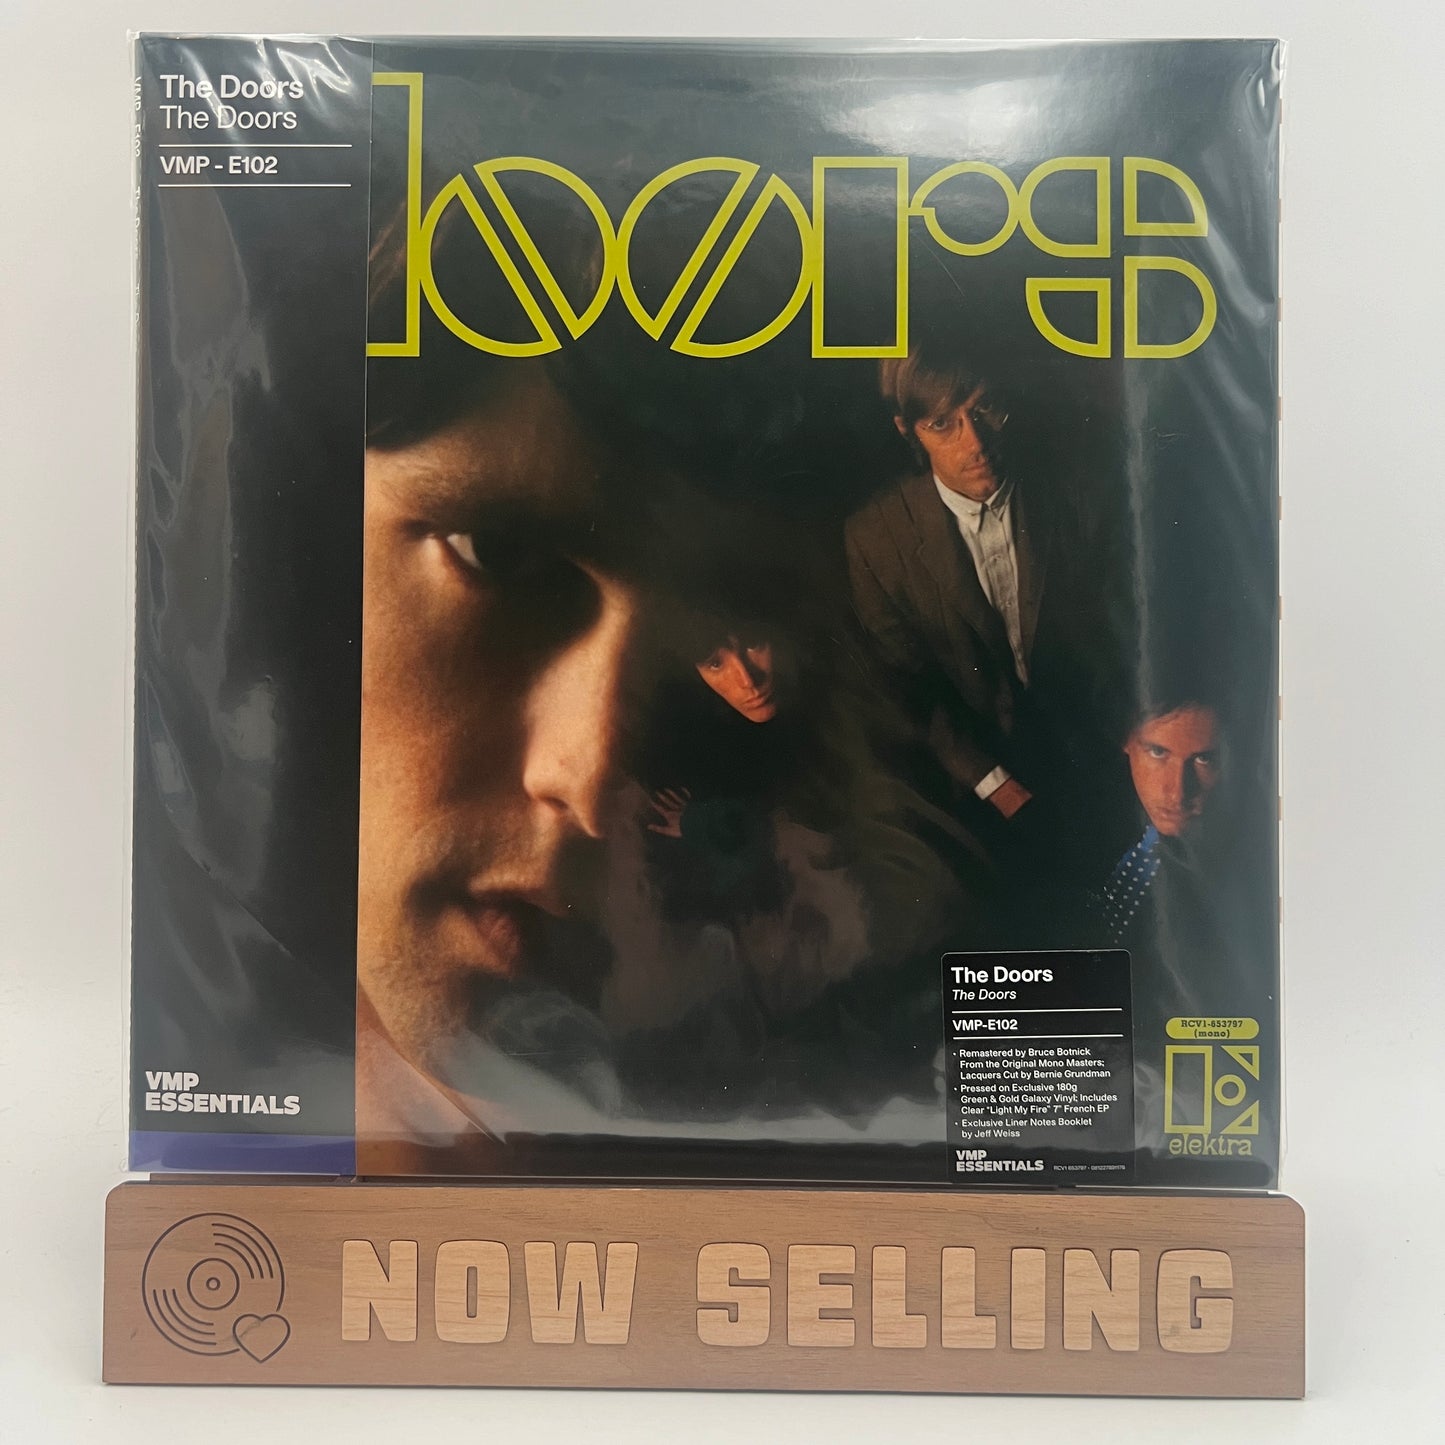 The Doors
The Doors
VMP - E102
VMP
ESSENTIALS
DOORS
The Doors
The Doors
VMP-E102
• Remastered by Bruce Botnick
From the Original Mono Masters;
Lacquers Cut by Bernie Grundman
• Pressed on Exclusive 180g
Green & Gold Galaxy Vinyl; Includes
Clear "Light My Fire" 7" French EP
• Exclusive Liner Notes Booklet
by Jeff Weiss
VMP
ESSENTIALS
RCV1-653797
(mono)
elektra
NOW SELLING